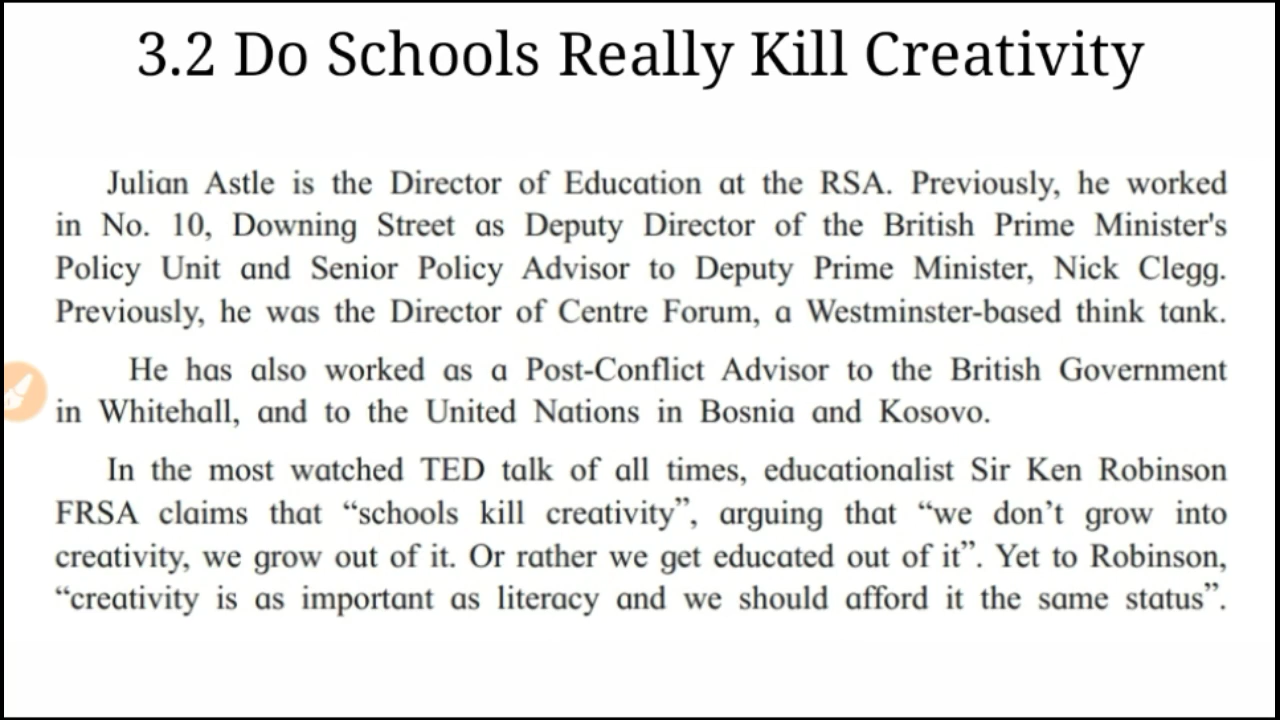 3.2 Do Schools Really Kill Creativity
Julian Astle is the Director of Education at the RSA. Previously, he worked
in No. 10, Downing Street as Deputy Director of the British Prime Minister's
Policy Unit and Senior Policy Advisor to Deputy Prime Minister, Nick Clegg.
Previously, he was the Director of Centre Forum, a Westminster-based think tank.
He has also worked as a Post-Conflict Advisor to the British Government
in Whitehall, and to the United Nations in Bosnia and Kosovo.
In the most watched TED talk of all times, educationalist Sir Ken Robinson
FRSA claims that “schools kill creativity”, arguing that “we don’t grow into
creativity, we grow out of it. Or rather we get educated out of it”. Yet to Robinson,
“creativity is as important as literacy and we should afford it the same status”.